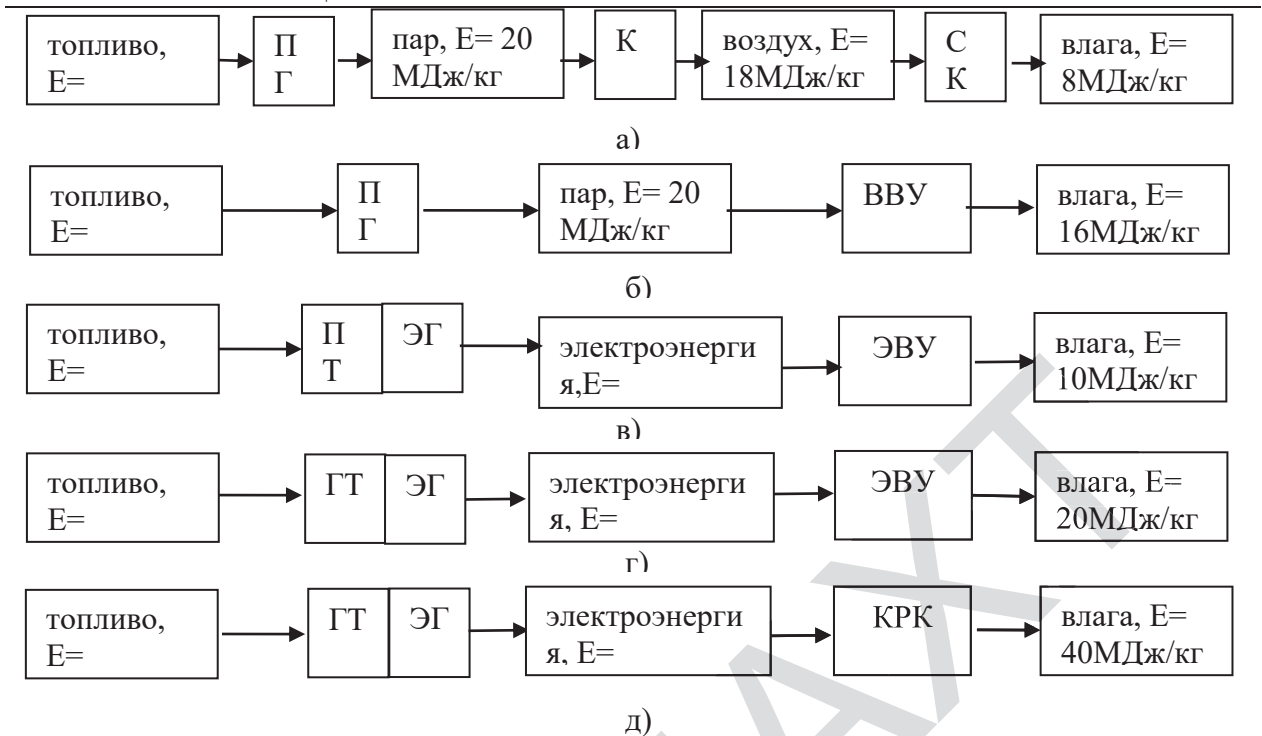 топливо,
Е=
П
Г
пар, Е= 20
МДж/кг
К
воздух, Е=
18МДж/кг
С
К
влага, Е=
8МДж/кг
а)
топливо,
Е=
П
Г
пар, Е= 20
МДж/кг
ВВУ
влага, Е=
16МДж/кг
б)
топливо,
Е=
П
Т
ЭГ
электроэнерги
я,Е=
ЭВУ
влага, Е=
10МДж/кг
в)
топливо,
Е=
ГТ
ЭГ
электроэнерги
я, Е=
ЭВУ
влага, Е=
20МДж/кг
г)
топливо,
Е=
ГТ
ЭГ
электроэнерги
я, Е=
КРК
влага, Е=
40МДж/кг
д)
АХТ